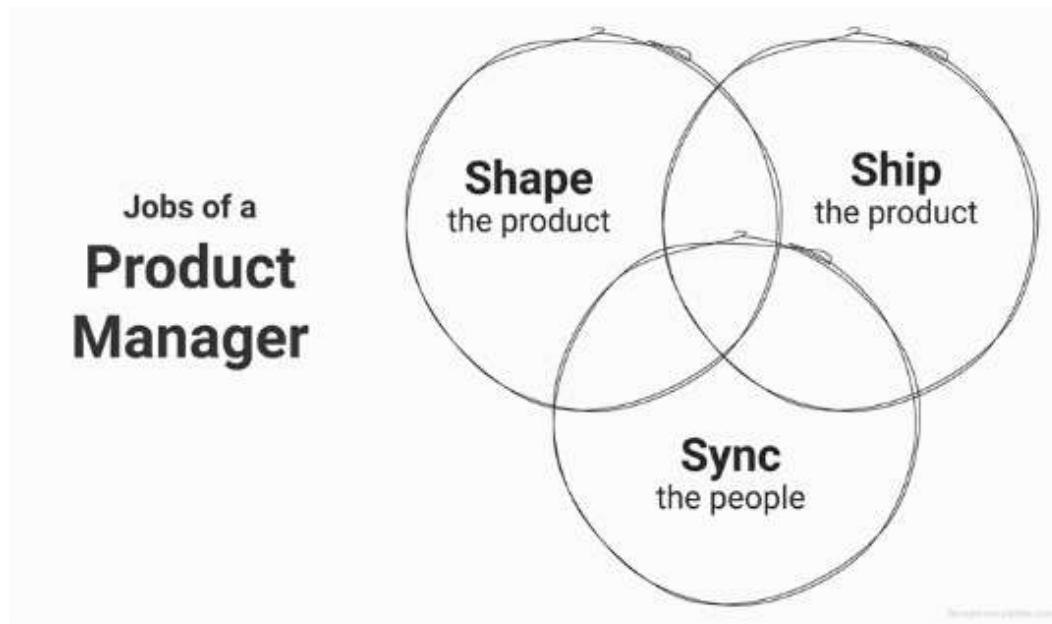 Jobs of a
Product
Manager
Shape
the product
Ship
the product
Sync
the people